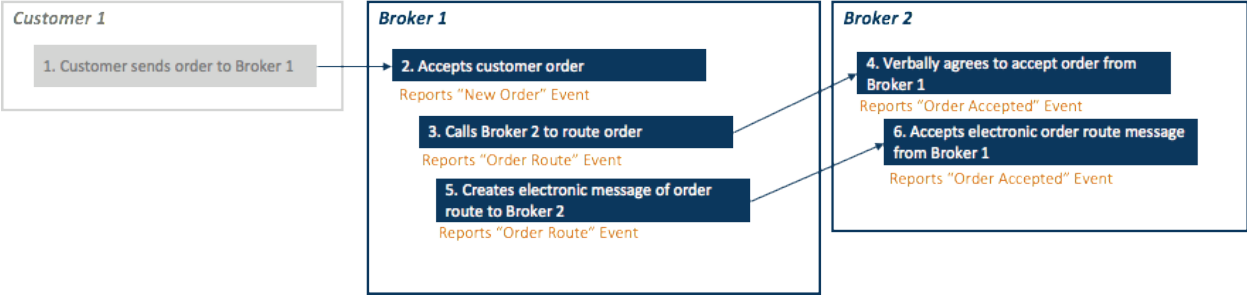 Customer 1
1. Customer sends order to Broker 1
Broker 1
2. Accepts customer order
Reports “New Order” Event
3. Calls Broker 2 to route order
Reports “Order Route” Event
5. Creates electronic message of order
route to Broker 2
Reports “Order Route” Event
Broker 2
4. Verbally agrees to accept order from
Broker 1
Reports “Order Accepted” Event
6. Accepts electronic order route message
from Broker 1
Reports “Order Accepted” Event